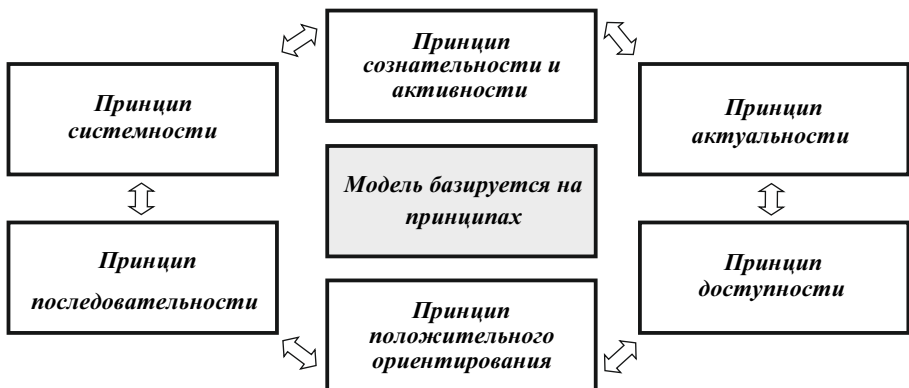 Принцип
сознательности и
активности
Принцип
системности
Принцип
актуальности
Модель базируется на
принципах
Принцип
последовательности
Принцип
доступности
Принцип
положительного
ориентирования